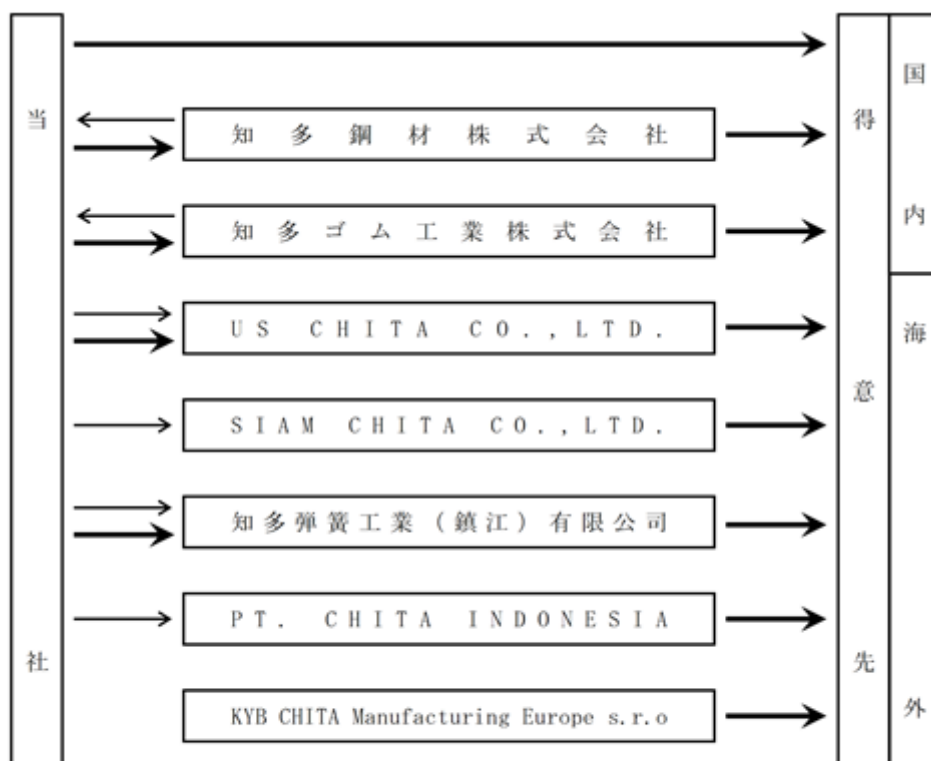 当社
知多鋼材株式会社
知多ゴム工業株式会社
US CHITA CO.,LTD.
SIAM CHITA CO.,LTD.
知多弾簧工業(鎮江)有限公司
PT. CHITA INDONESIA
KYB CHITA Manufacturing Europe s.r.o
得意先
国内
海外